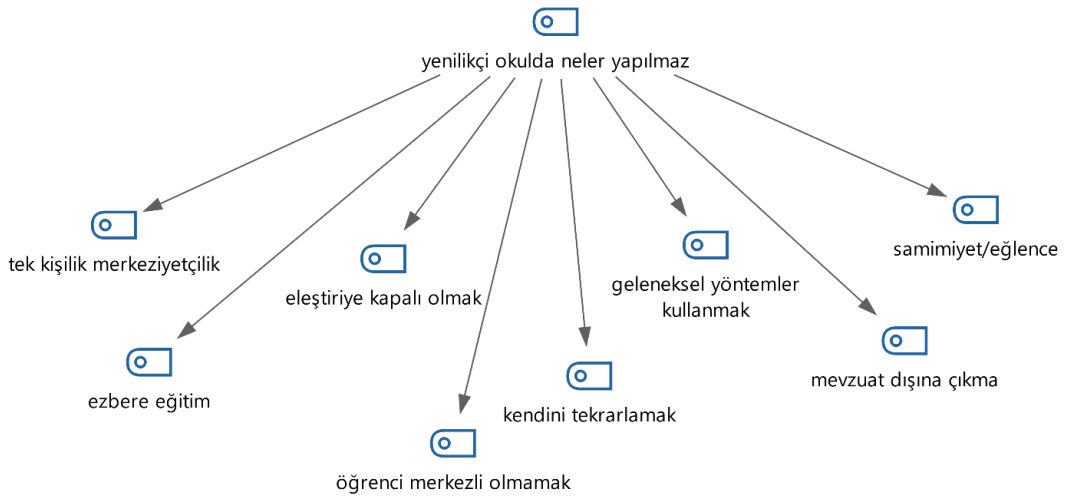 yenilikçi okulda neler yapılmaz
tek kişilik merkeziyetçilik
eleştiriye kapalı olmak
geleneksel yöntemler
kullanmak
samimiyet/eğlence
ezbere eğitim
kendini tekrarlamak
mevzuat dışına çıkma
öğrenci merkezli olmamak